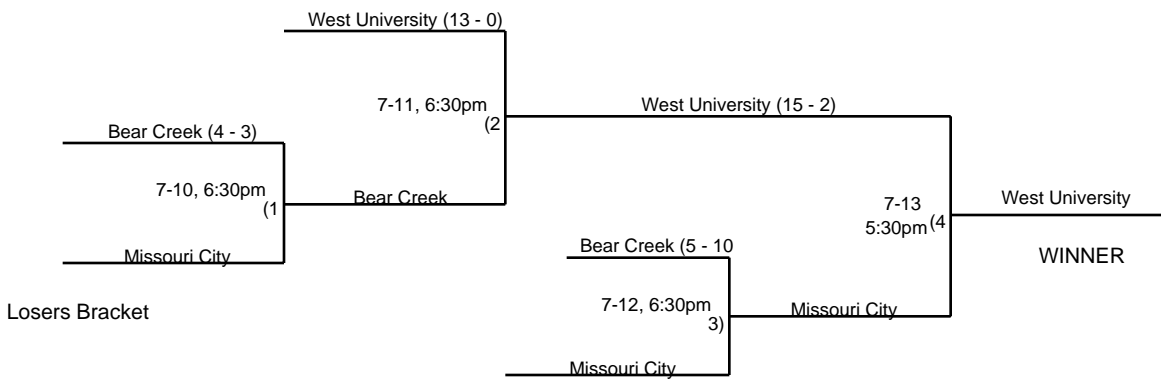 West University (13 - 0)
7-11, 6:30pm
(2
West University (15 - 2)
Bear Creek (4 - 3)
7-10, 6:30pm
(1
Bear Creek
West University
7-13
5:30pm
(4
Bear Creek (5 - 10
WINNER
Missouri City
7-12, 6:30pm
3)
Missouri City
Losers Bracket
Missouri City